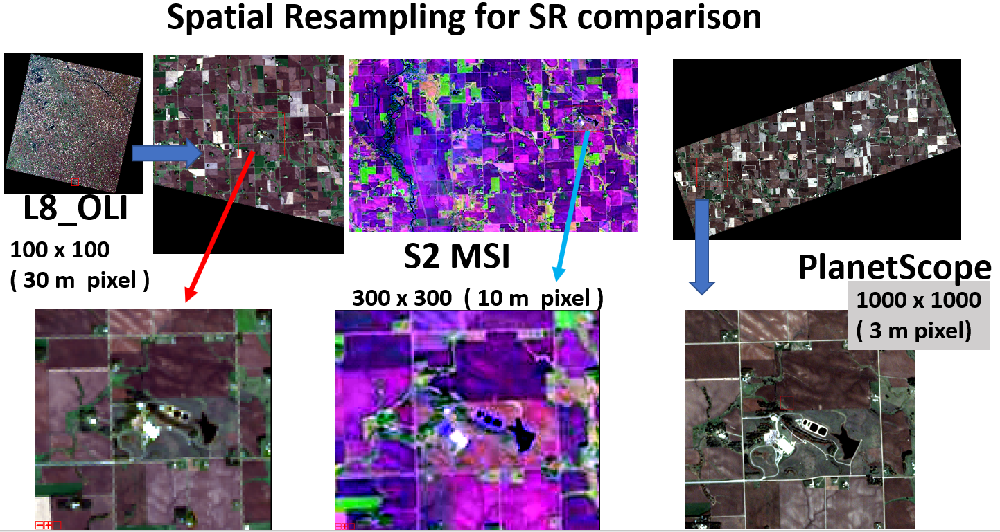 Spatial Resampling for SR comparison
L8_OLI
100 x 100
( 30 m  pixel )
S2 MSI
300 x 300  ( 10 m  pixel )
PlanetScope
1000 x 1000
( 3 m pixel)